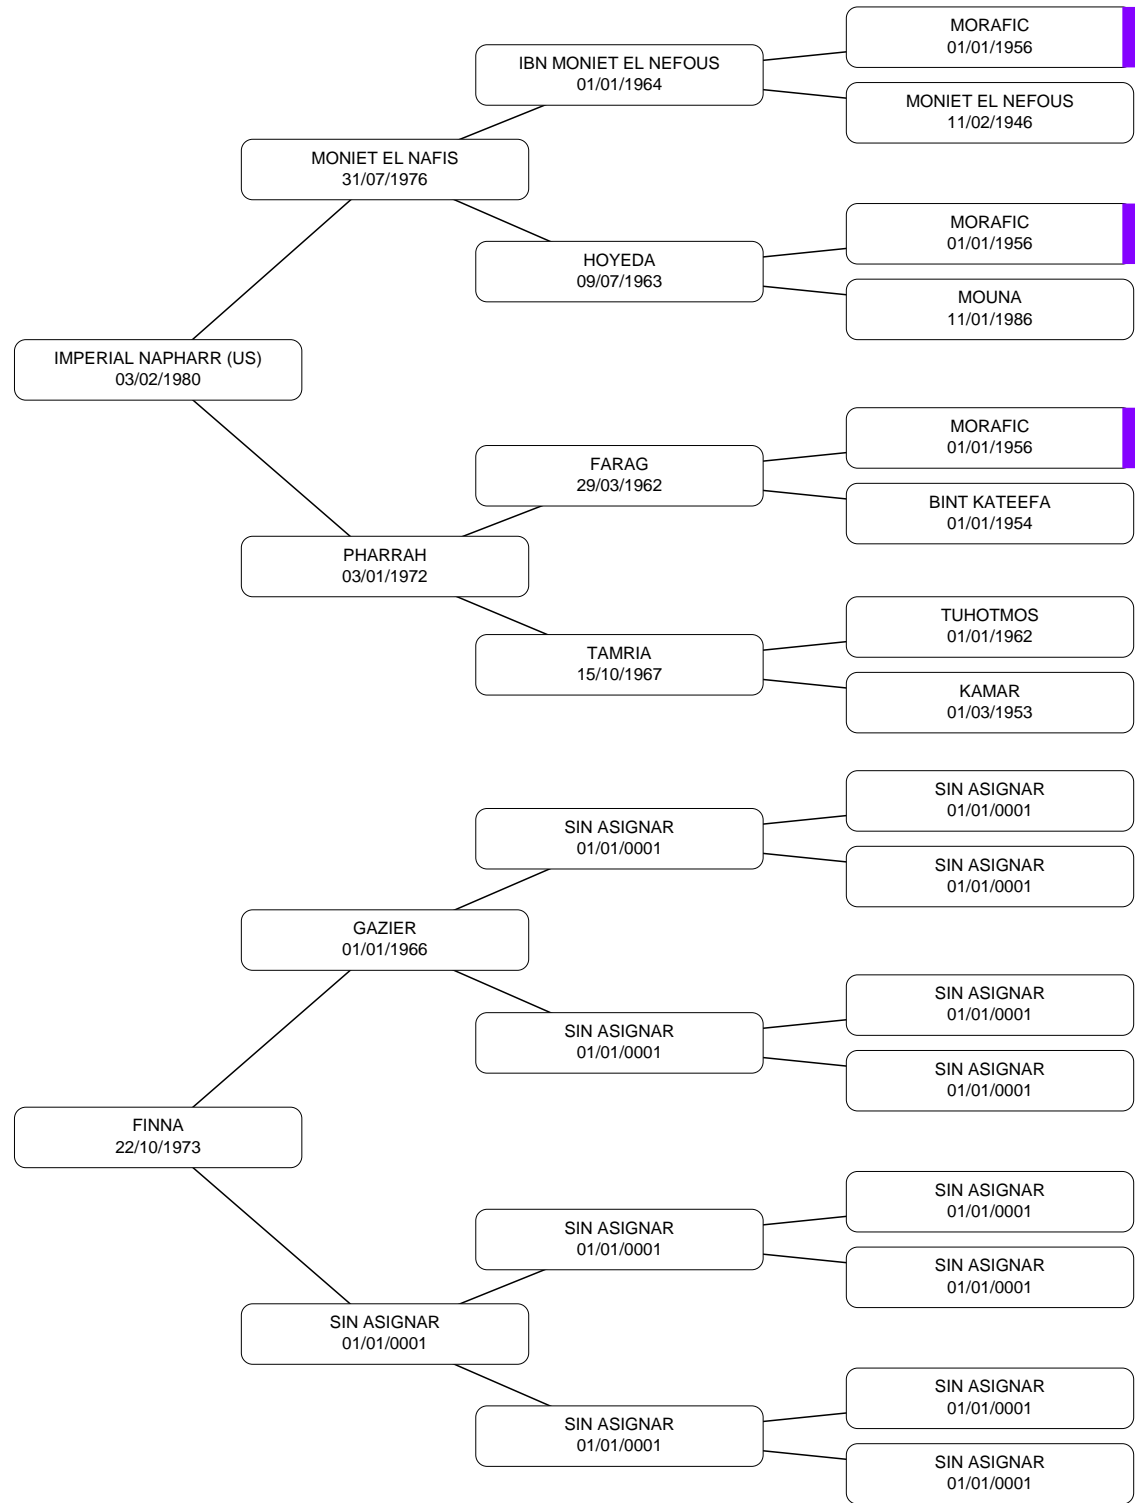 MORAFIC
01/01/1956
IBN MONIET EL NEFOUS
01/01/1964
MONIET EL NEFOUS
11/02/1946
MONIET EL NAFIS
31/07/1976
MORAFIC
01/01/1956
HOYEDA
09/07/1963
MOUNA
11/01/1986
IMPERIAL NAPHARR (US)
03/02/1980
MORAFIC
01/01/1956
FARAG
29/03/1962
BINT KATEEFA
01/01/1954
PHARRAH
03/01/1972
TUHOTMOS
01/01/1962
TAMRIA
15/10/1967
KAMAR
01/03/1953
SIN ASIGNAR
01/01/0001
SIN ASIGNAR
01/01/0001
SIN ASIGNAR
01/01/0001
GAZIER
01/01/1966
SIN ASIGNAR
01/01/0001
SIN ASIGNAR
01/01/0001
SIN ASIGNAR
01/01/0001
FINNA
22/10/1973
SIN ASIGNAR
01/01/0001
SIN ASIGNAR
01/01/0001
SIN ASIGNAR
01/01/0001
SIN ASIGNAR
01/01/0001
SIN ASIGNAR
01/01/0001
SIN ASIGNAR
01/01/0001
SIN ASIGNAR
01/01/0001